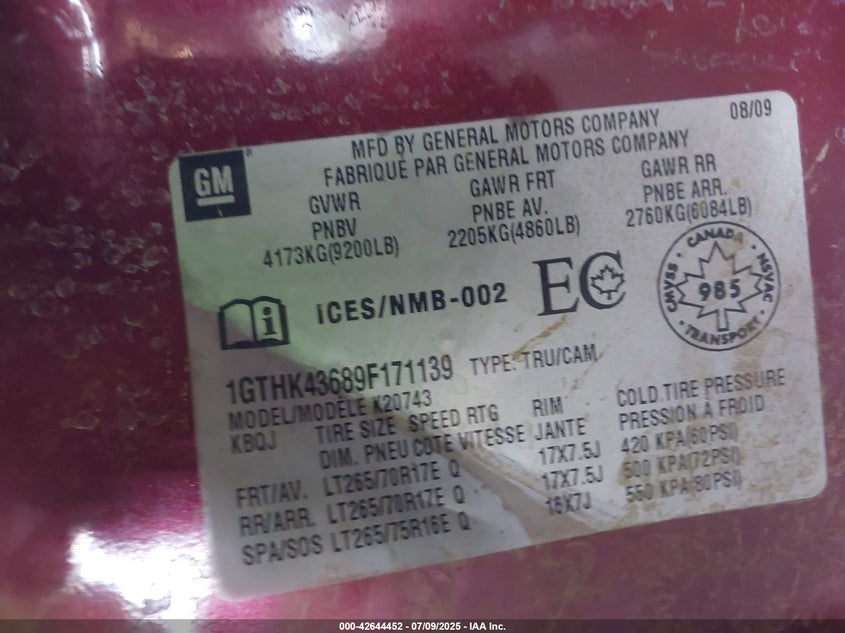 08/09
MFD BY GENERAL MOTORS COMPANY
FABRIQUÉ PAR GENERAL MOTORS COMPANY
GM
GVWR GAWR FRT GAWR RR
PNBV PNBE AV. PNBE ARR.
4173KG(9200LB) 2205KG(4860LB) 2760KG(6084LB)
iCES/NMB-002 EC
CANADA
CMVSS 985 NSVAC
TRANSPORT
1GTHK43689F171139 TYPE: TRU/CAM
MODEL/MODÈLE K20743
KBQJ TIRE SIZE SPEED RTG RIM COLD TIRE PRESSURE
DIM. PNEU COTE VITESSE JANTE PRESSION À FROID
FRT/AV. LT265/70R17E Q 17X7.5J 420 KPA(60PSI)
RR/ARR. LT265/70R17E Q 17X7.5J 500 KPA(72PSI)
SPA/SOS LT265/75R16E Q 16X7J 550 KPA(80PSI)
000-42644452 - 07/09/2025 - IAA Inc.